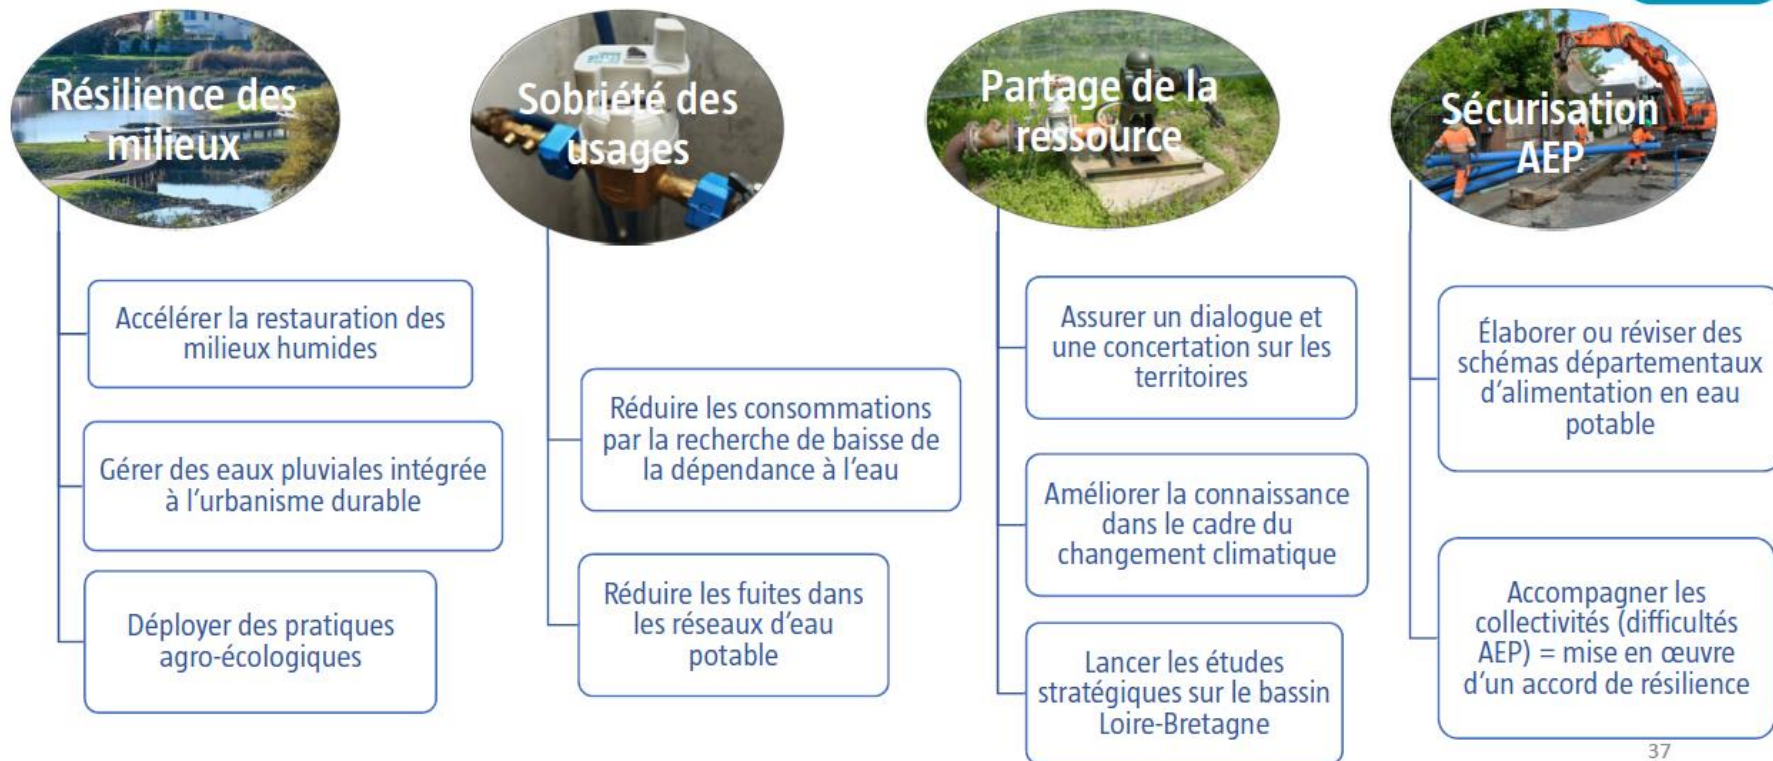 Résilience des
milieux
Accélérer la restauration des
milieux humides
Gérer des eaux pluviales intégrée
à l'urbanisme durable
Déployer des pratiques
agro-écologiques
Sobriété des
usages
Réduire les consommations
par la recherche de baisse de
la dépendance à l'eau
Réduire les fuites dans
les réseaux d'eau
potable
Partage de la
ressource
Assurer un dialogue et
une concertation sur les
territoires
Améliorer la connaissance
dans le cadre du
changement climatique
Lancer les études
stratégiques sur le bassin
Loire-Bretagne
Sécurisation
AEP
Élaborer ou réviser des
schémas départementaux
d'alimentation en eau
potable
Accompagner les
collectivités (difficultés
AEP) = mise en œuvre
d'un accord de résilience
37